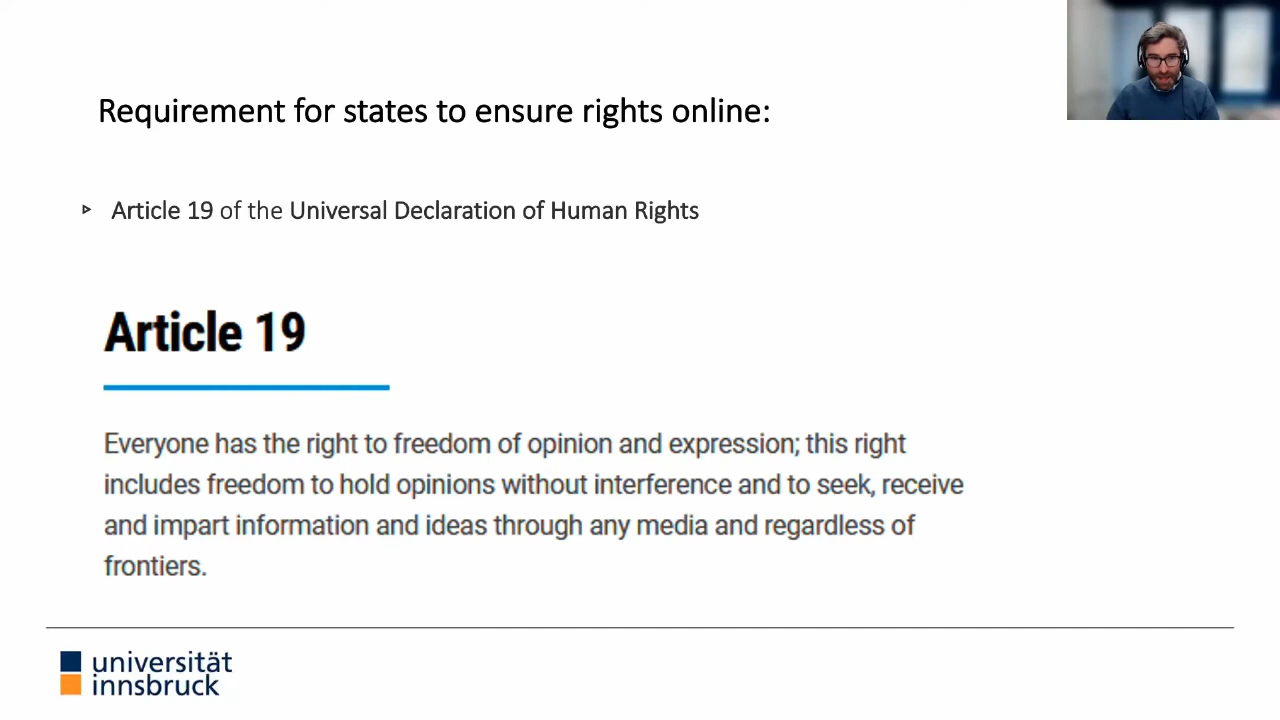 Requirement for states to ensure rights online:
Article 19 of the Universal Declaration of Human Rights
Article 19
Everyone has the right to freedom of opinion and expression; this right
includes freedom to hold opinions without interference and to seek, receive
and impart information and ideas through any media and regardless of
frontiers.
universität
innsbruck